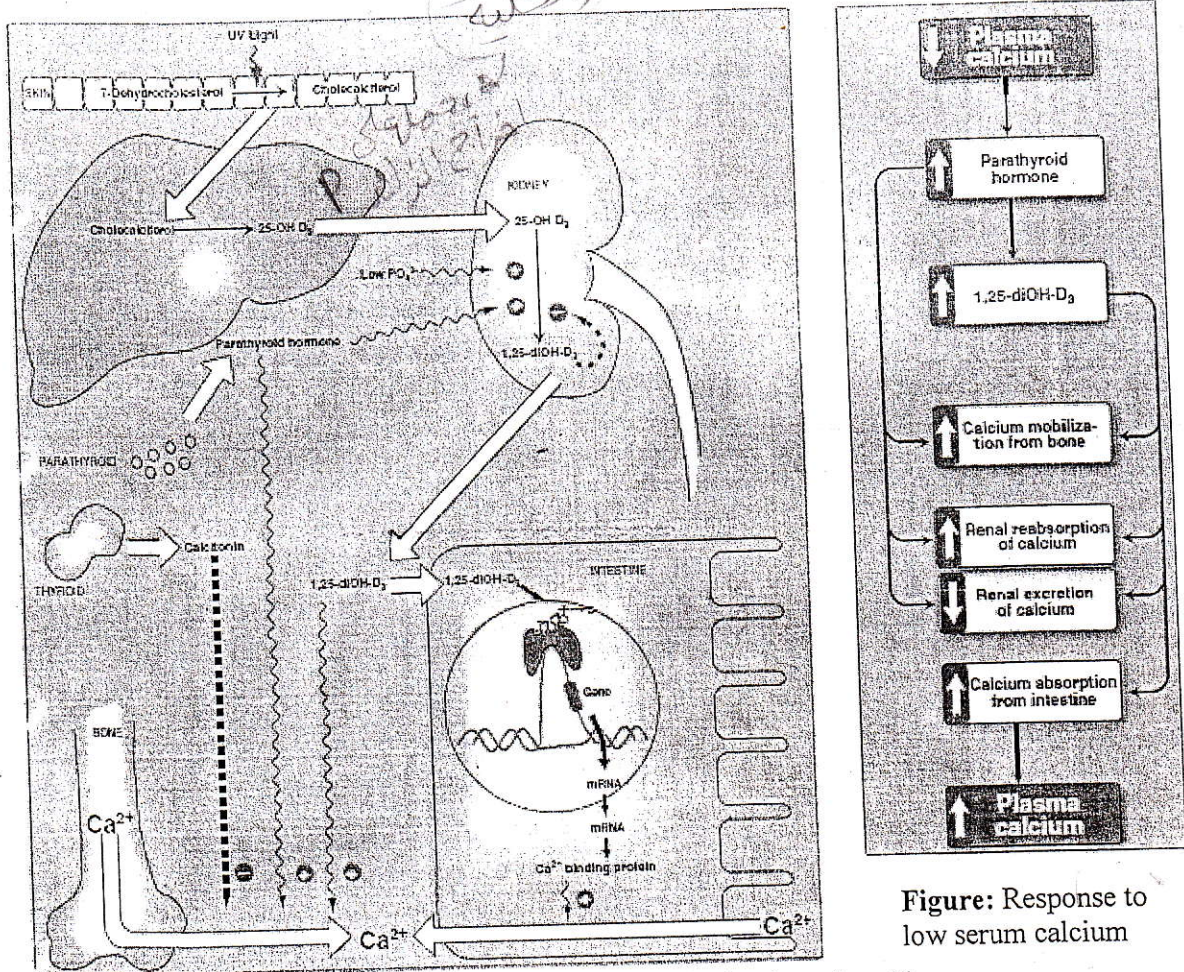 UV Light
SKIN
7-Dehydrocholesterol
Cholecalciferol
Cholecalciferol
25-OH D3
KIDNEY
25-OH D3
Low PO4
Parathyroid hormone
1,25-diOH-D3
PARATHYROID
THYROID
Calcitonin
1,25-diOH-D3
1,25-diOH-D3
INTESTINE
Gene
mRNA
mRNA
Ca2+ binding protein
BONE
Ca2+
Ca2+
Ca2+
Plasma
calcium
Parathyroid
hormone
1,25-diOH-D3
Calcium mobiliza-
tion from bone
Renal reabsorption
of calcium
Renal excretion
of calcium
Calcium absorption
from intestine
Plasma
calcium
Figure: Response to
low serum calcium